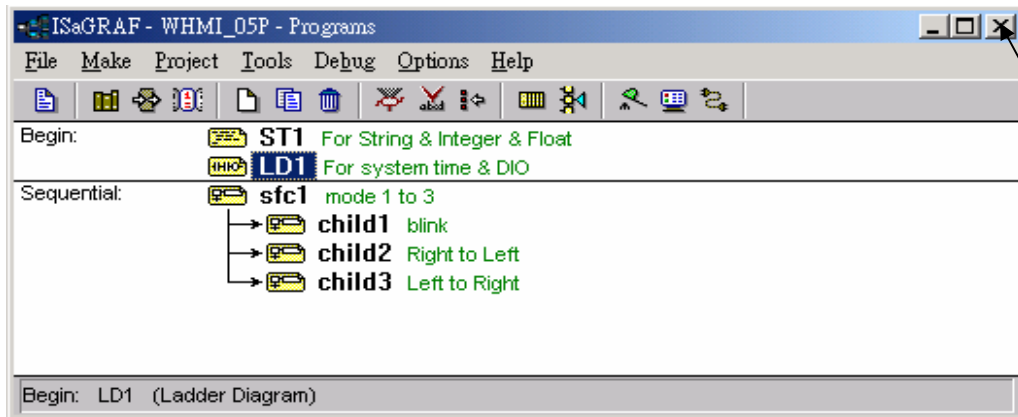 ISaGRAF - WHMI_05P - Programs
File Make Project Tools Debug Options Help
Begin: ST1 For String & Integer & Float
LD1 For system time & DIO
Sequential: sfc1 mode 1 to 3
child1 blink
child2 Right to Left
child3 Left to Right
Begin: LD1 (Ladder Diagram)